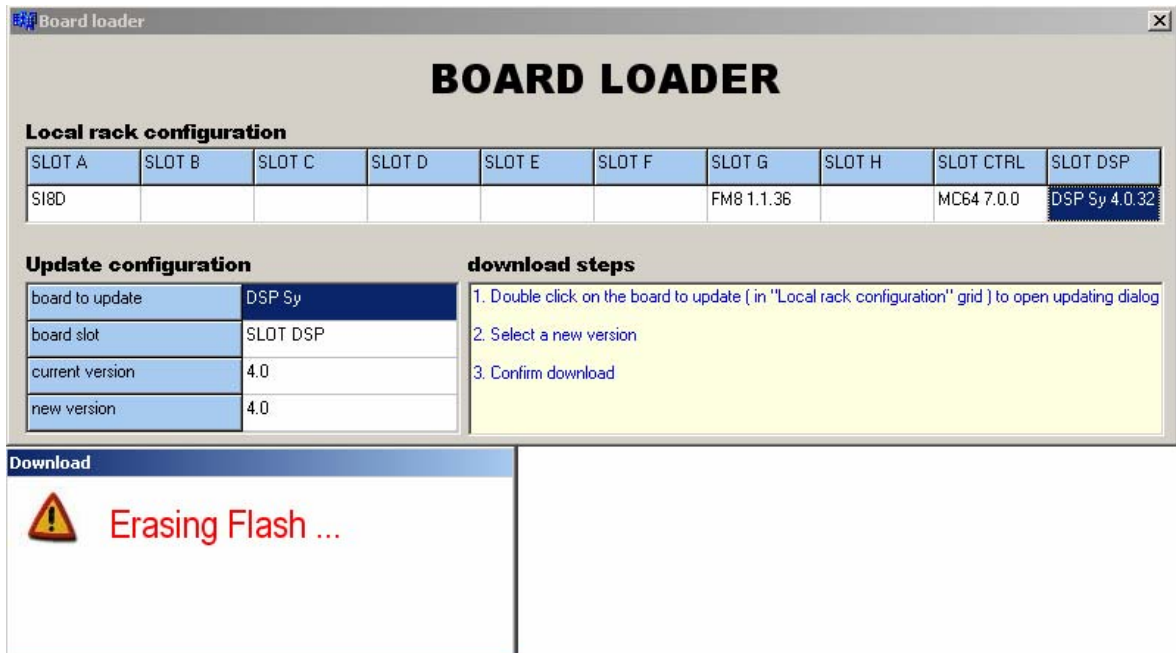 Board loader
BOARD LOADER
Local rack configuration
SLOT A SLOT B SLOT C SLOT D SLOT E SLOT F SLOT G SLOT H SLOT CTRL SLOT DSP
SI8D FM8 1.1.36 MC64 7.0.0 DSP Sy 4.0.32
Update configuration
board to update DSP Sy
board slot SLOT DSP
current version 4.0
new version 4.0
download steps
1. Double click on the board to update ( in "Local rack configuration" grid ) to open updating dialog
2. Select a new version
3. Confirm download
Download
Erasing Flash ...